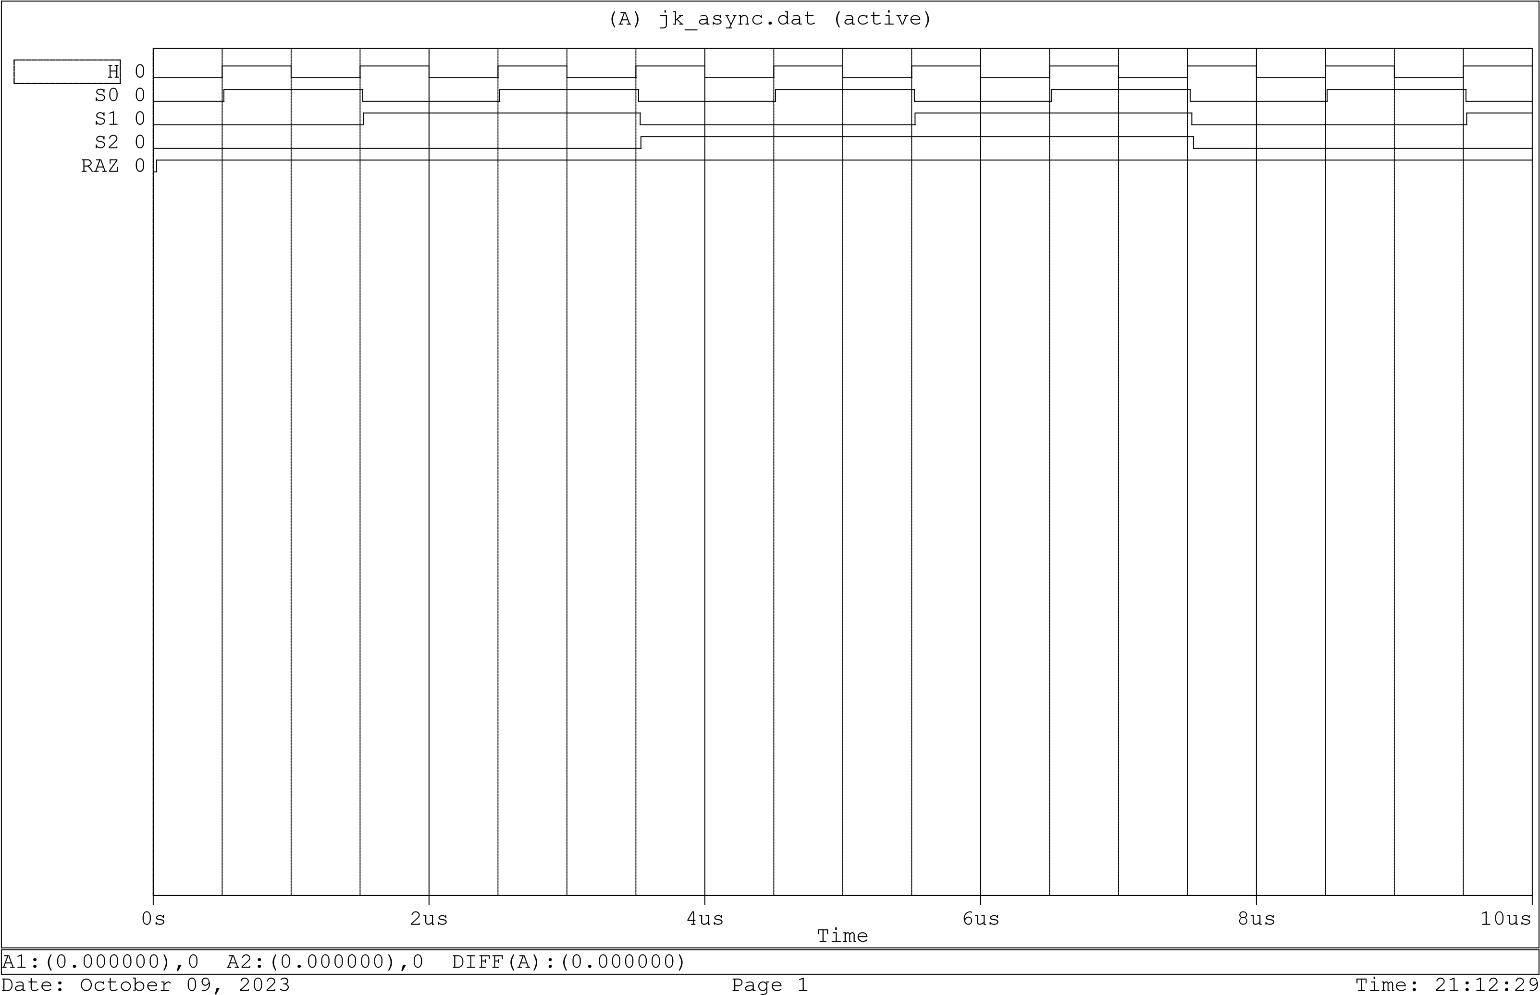 (A) jk_async.dat (active)
H 0
S0 0
S1 0
S2 0
RAZ 0
0s 2us 4us 6us 8us 10us
Time
A1:(0.000000),0 A2:(0.000000),0 DIFF(A):(0.000000)
Date: October 09, 2023 Page 1 Time: 21:12:29